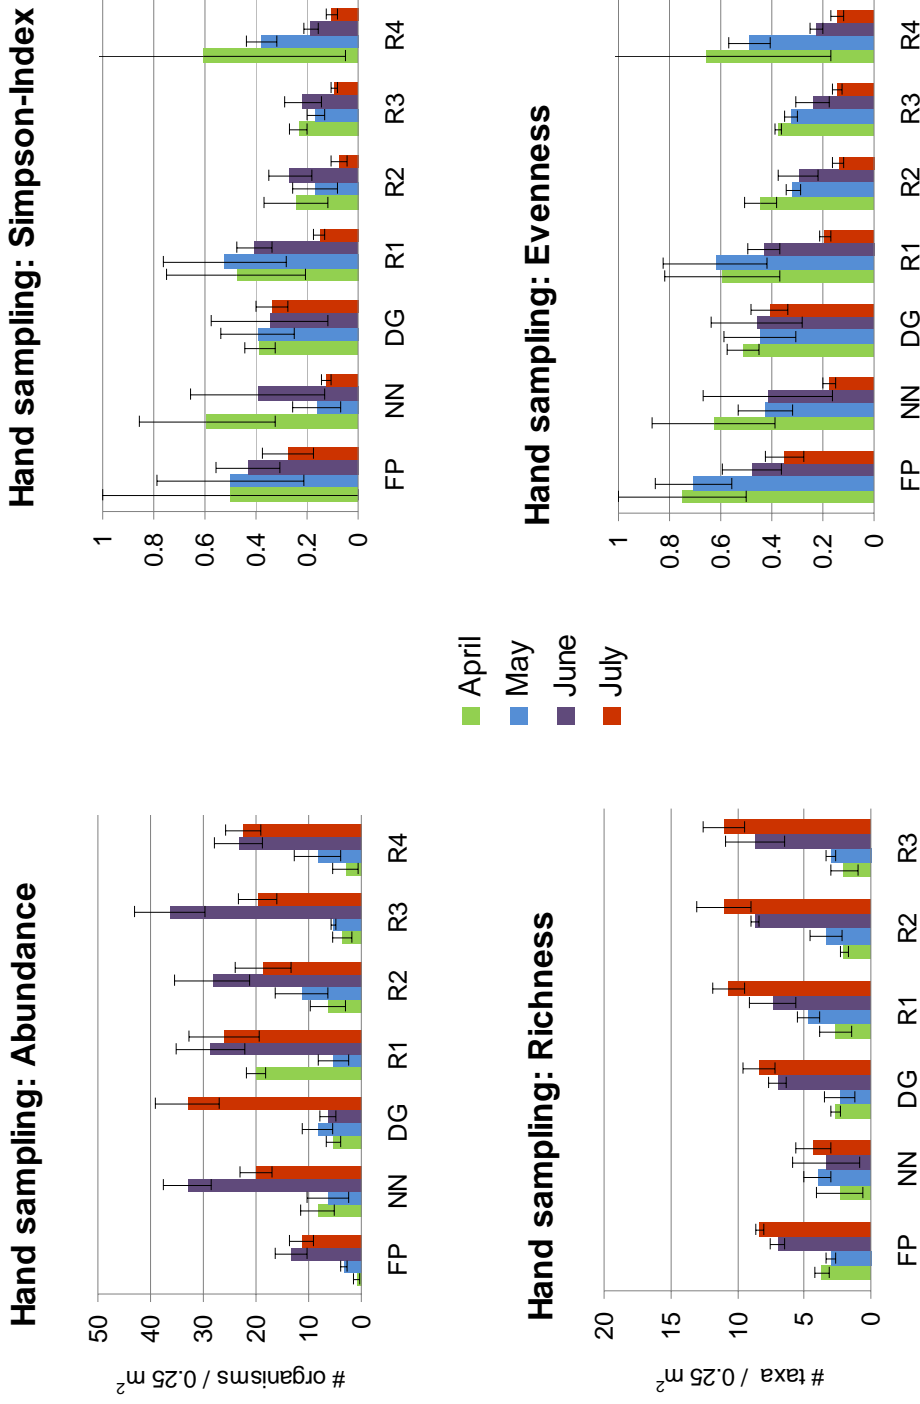 Hand sampling: Abundance
# organisms / 0.25 m²
50
40
30
20
10
0
FP NN DG R1 R2 R3 R4
Hand sampling: Simpson-Index
1
0.8
0.6
0.4
0.2
0
FP NN DG R1 R2 R3 R4
April
May
June
July
Hand sampling: Richness
# taxa / 0.25 m²
20
15
10
5
0
FP NN DG R1 R2 R3
Hand sampling: Evenness
1
0.8
0.6
0.4
0.2
0
FP NN DG R1 R2 R3 R4